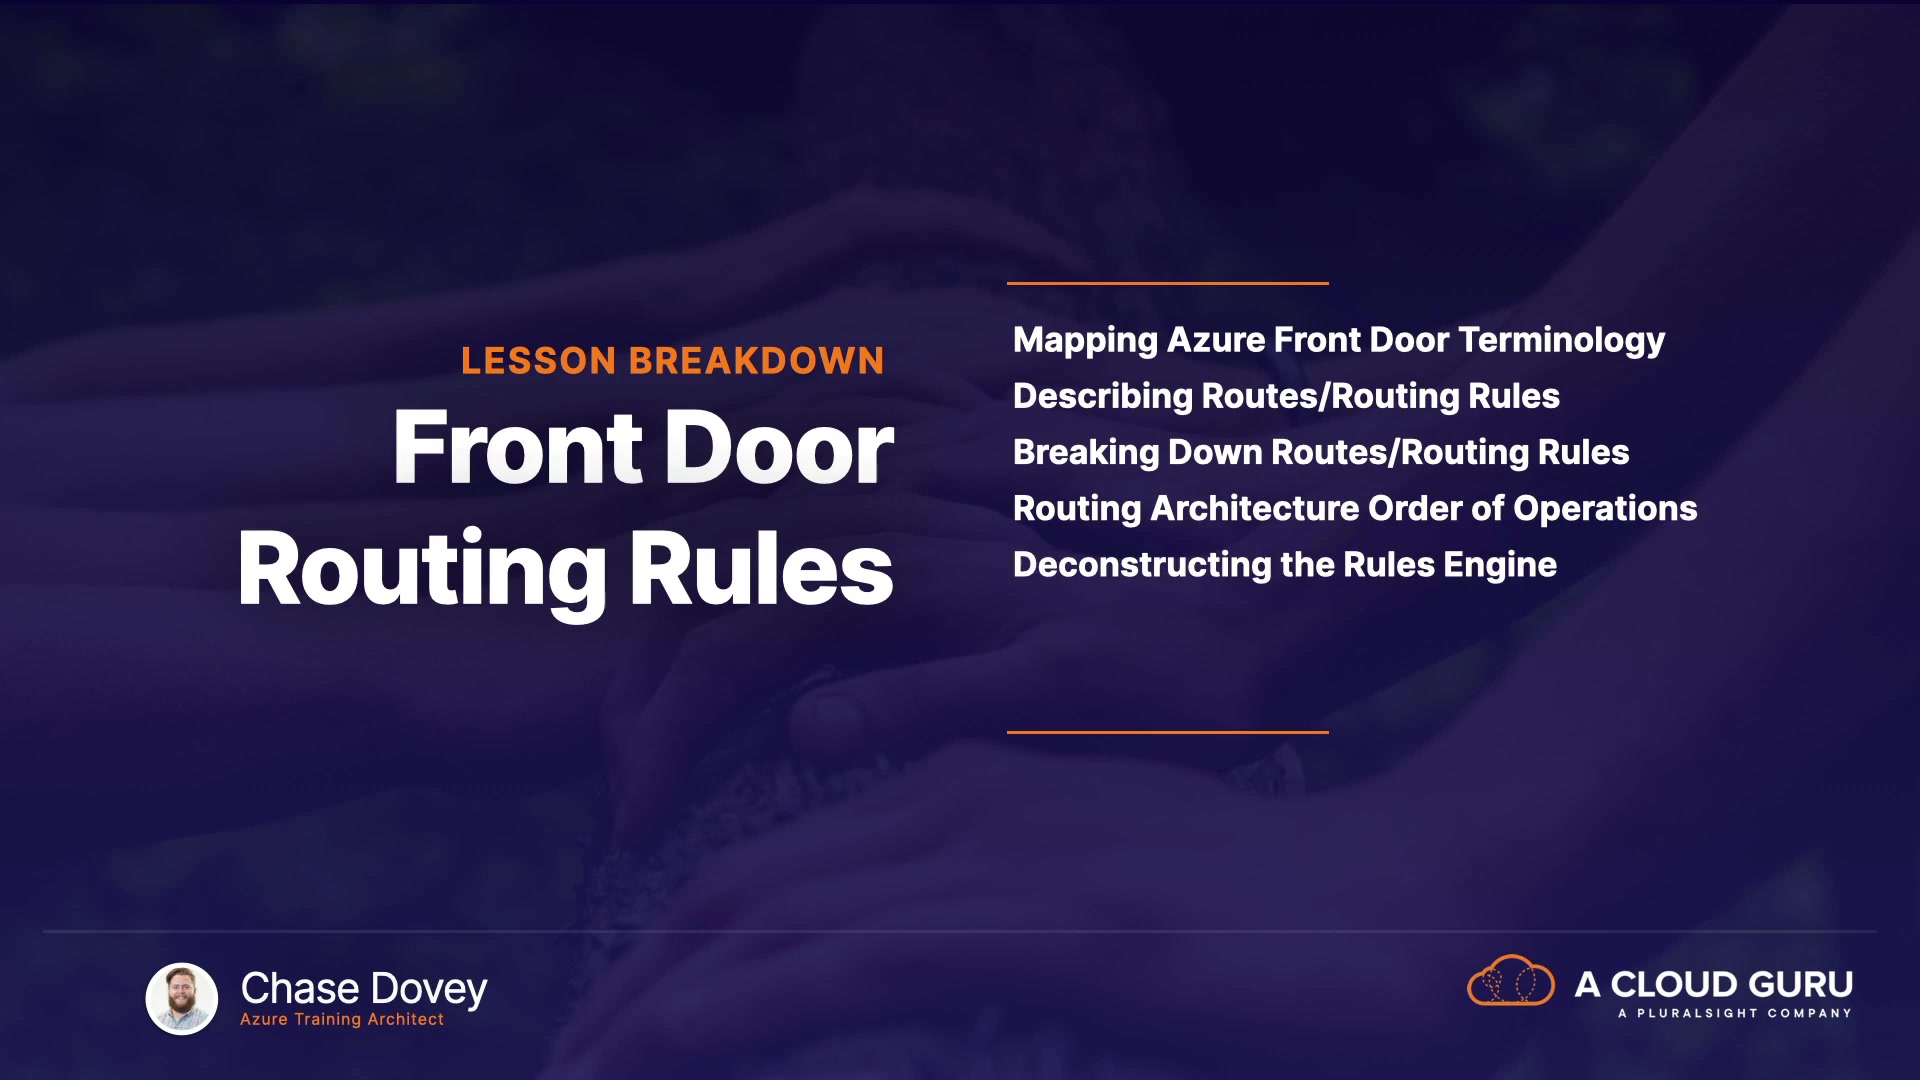 LESSON BREAKDOWN
Front Door
Routing Rules
Mapping Azure Front Door Terminology
Describing Routes/Routing Rules
Breaking Down Routes/Routing Rules
Routing Architecture Order of Operations
Deconstructing the Rules Engine
Chase Dovey
Azure Training Architect
A CLOUD GURU
A PLURALSIGHT COMPANY